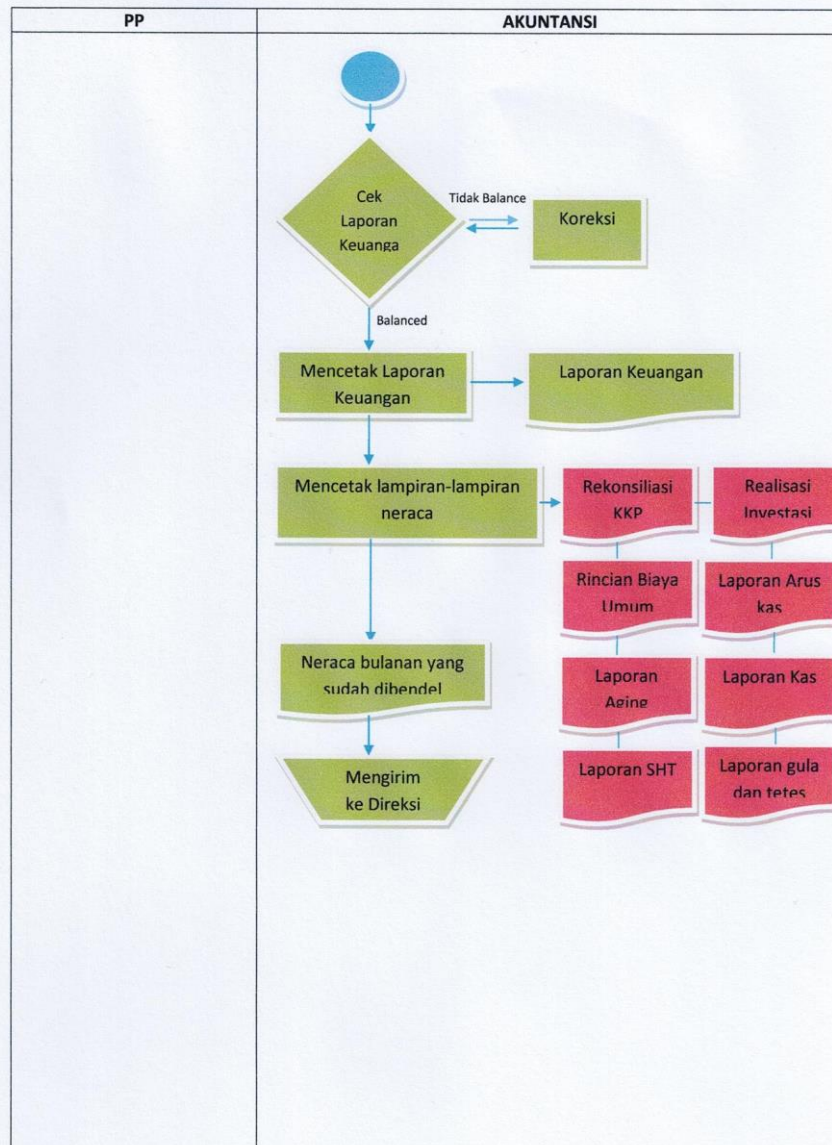 PP
AKUNTANSI
Cek
Laporan
Keuanga
Tidak Balance
Koreksi
Balanced
Mencetak Laporan
Keuangan
Laporan Keuangan
Mencetak lampiran-lampiran
neraca
Rekonsiliasi
KKP
Realisasi
Investasi
Rincian Biaya
Umum
Laporan Arus
kas
Neraca bulanan yang
sudah dibendel
Laporan
Aging
Laporan Kas
Mengirim
ke Direksi
Laporan SHT
Laporan gula
dan tetes